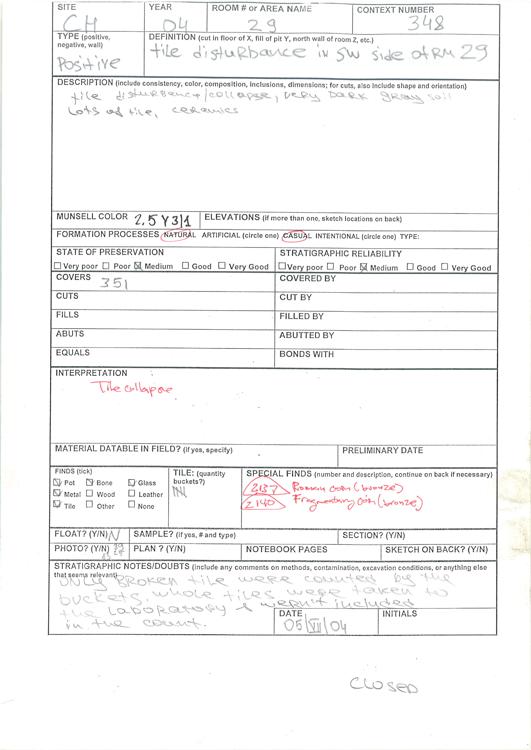 SITE YEAR ROOM # or AREA NAME CONTEXT NUMBER
CH 04 29 348
TYPE (positive, negative, wall) DEFINITION (cut in floor of X, fill of pit Y, north wall of room Z, etc.)
Positive tile disturbance in SW side of RM 29
DESCRIPTION (include consistency, color, composition, inclusions, dimensions; for cuts, also include shape and orientation)
tile disturbance/collapse, very dark gray soil
lots of tile, ceramics
MUNSELL COLOR 2,5 Y 3/1 ELEVATIONS (if more than one, sketch locations on back)
FORMATION PROCESSES NATURAL ARTIFICIAL (circle one) CASUAL INTENTIONAL (circle one) TYPE:
STATE OF PRESERVATION STRATIGRAPHIC RELIABILITY
Very poor Poor Medium Good Very Good Very poor Poor Medium Good Very Good
COVERS 351 COVERED BY
CUTS CUT BY
FILLS FILLED BY
ABUTS ABUTTED BY
EQUALS BONDS WITH
INTERPRETATION
Tile collapse
MATERIAL DATABLE IN FIELD? (if yes, specify) PRELIMINARY DATE
FINDS (tick) TILE: (quantity buckets?) SPECIAL FINDS (number and description, continue on back if necessary)
Pot Bone Glass 2137 Roman coin (bronze)
Metal Wood Leather 2140 Fragmentary coin (bronze)
Tile Other None
FLOAT? (Y/N) N SAMPLE? (if yes, # and type) SECTION? (Y/N)
PHOTO? (Y/N) PLAN ? (Y/N) NOTEBOOK PAGES SKETCH ON BACK? (Y/N)
STRATIGRAPHIC NOTES/DOUBTS (include any comments on methods, contamination, excavation conditions, or anything else that seems relevant)
ONLY BROKEN tile were counted by the
buckets, whole tiles were taken to
the laboratory & weren't included
in the count.
DATE INITIALS
05/VII/04
CLOSED